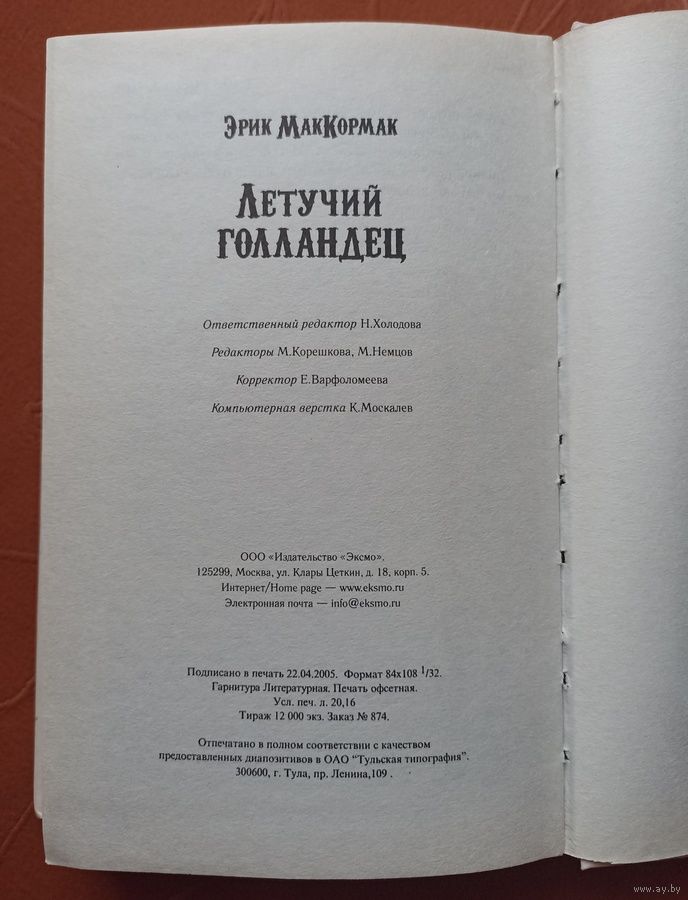 Эрик МакКормак
Летучий
голландец
Ответственный редактор Н.Холодова
Редакторы М.Корешкова, М.Немцов
Корректор Е.Варфоломеева
Компьютерная верстка К.Москалев
ООО «Издательство «Эксмо».
125299, Москва, ул. Клары Цеткин, д. 18, корп. 5.
Интернет/Home page — www.eksmo.ru
Электронная почта — info@eksmo.ru
Подписано в печать 22.04.2005. Формат 84х108 1/32.
Гарнитура Литературная. Печать офсетная.
Усл. печ. л. 20,16
Тираж 12 000 экз. Заказ № 874.
Отпечатано в полном соответствии с качеством
предоставленных диапозитивов в ОАО "Тульская типография".
300600, г. Тула, пр. Ленина,109 .
www.ay.by